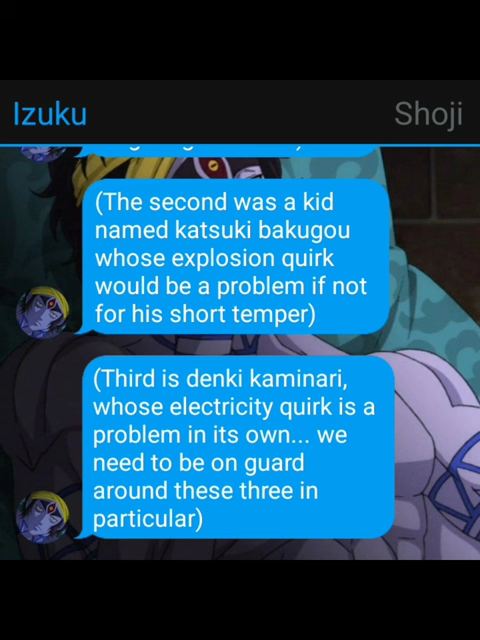 Izuku
Shoji
(The second was a kid
named katsuki bakugou
whose explosion quirk
would be a problem if not
for his short temper)
(Third is denki kaminari,
whose electricity quirk is a
problem in its own... we
need to be on guard
around these three in
particular)